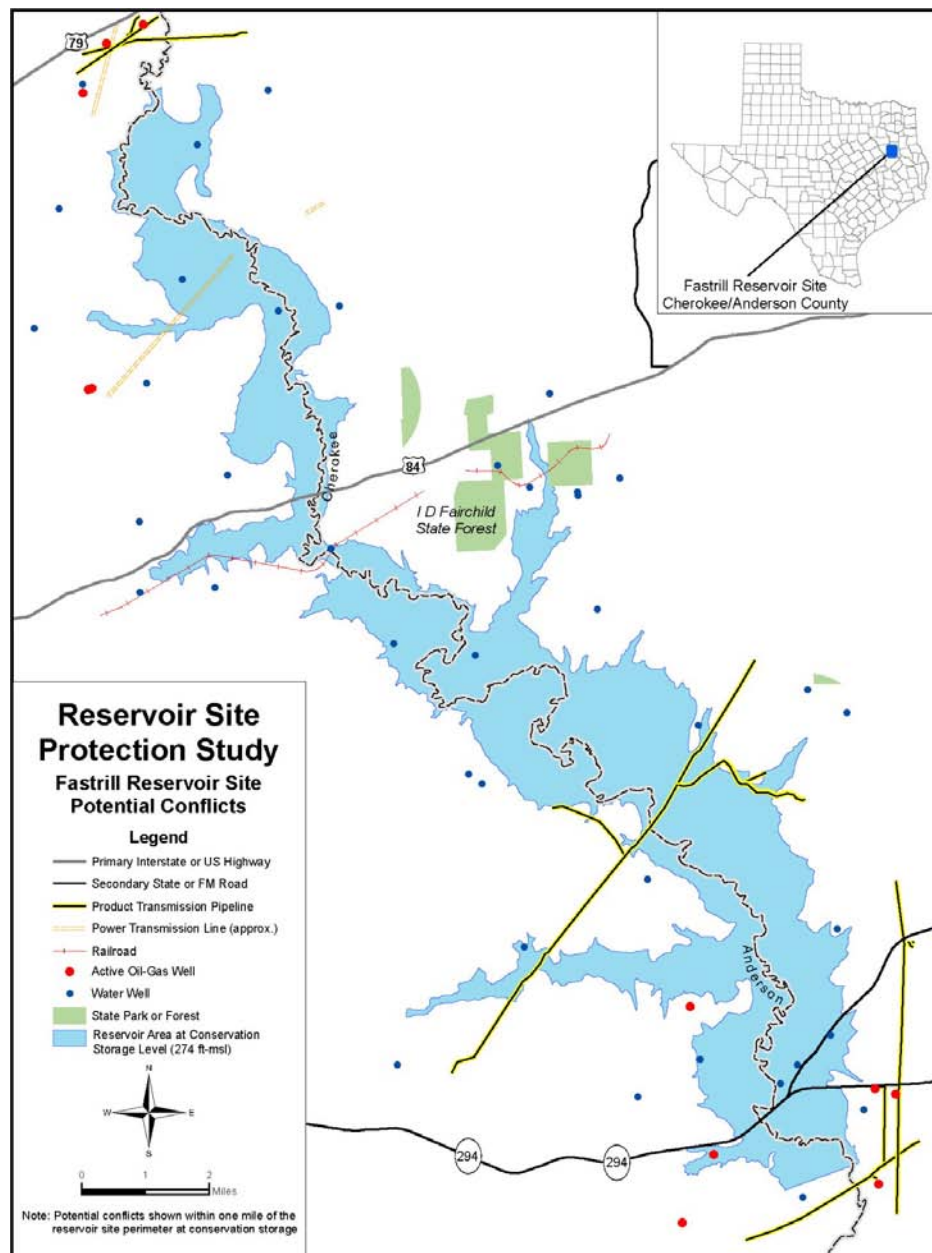 79
Fastrill Reservoir Site
Cherokee/Anderson County
Cherokee
84
I D Fairchild
State Forest
Anderson
294
294
Reservoir Site
Protection Study
Fastrill Reservoir Site
Potential Conflicts
Legend
Primary Interstate or US Highway
Secondary State or FM Road
Product Transmission Pipeline
Power Transmission Line (approx.)
Railroad
Active Oil-Gas Well
Water Well
State Park or Forest
Reservoir Area at Conservation
Storage Level (274 ft-msl)
N
W E
S
0 1 2
Miles
Note: Potential conflicts shown within one mile of the
reservoir site perimeter at conservation storage